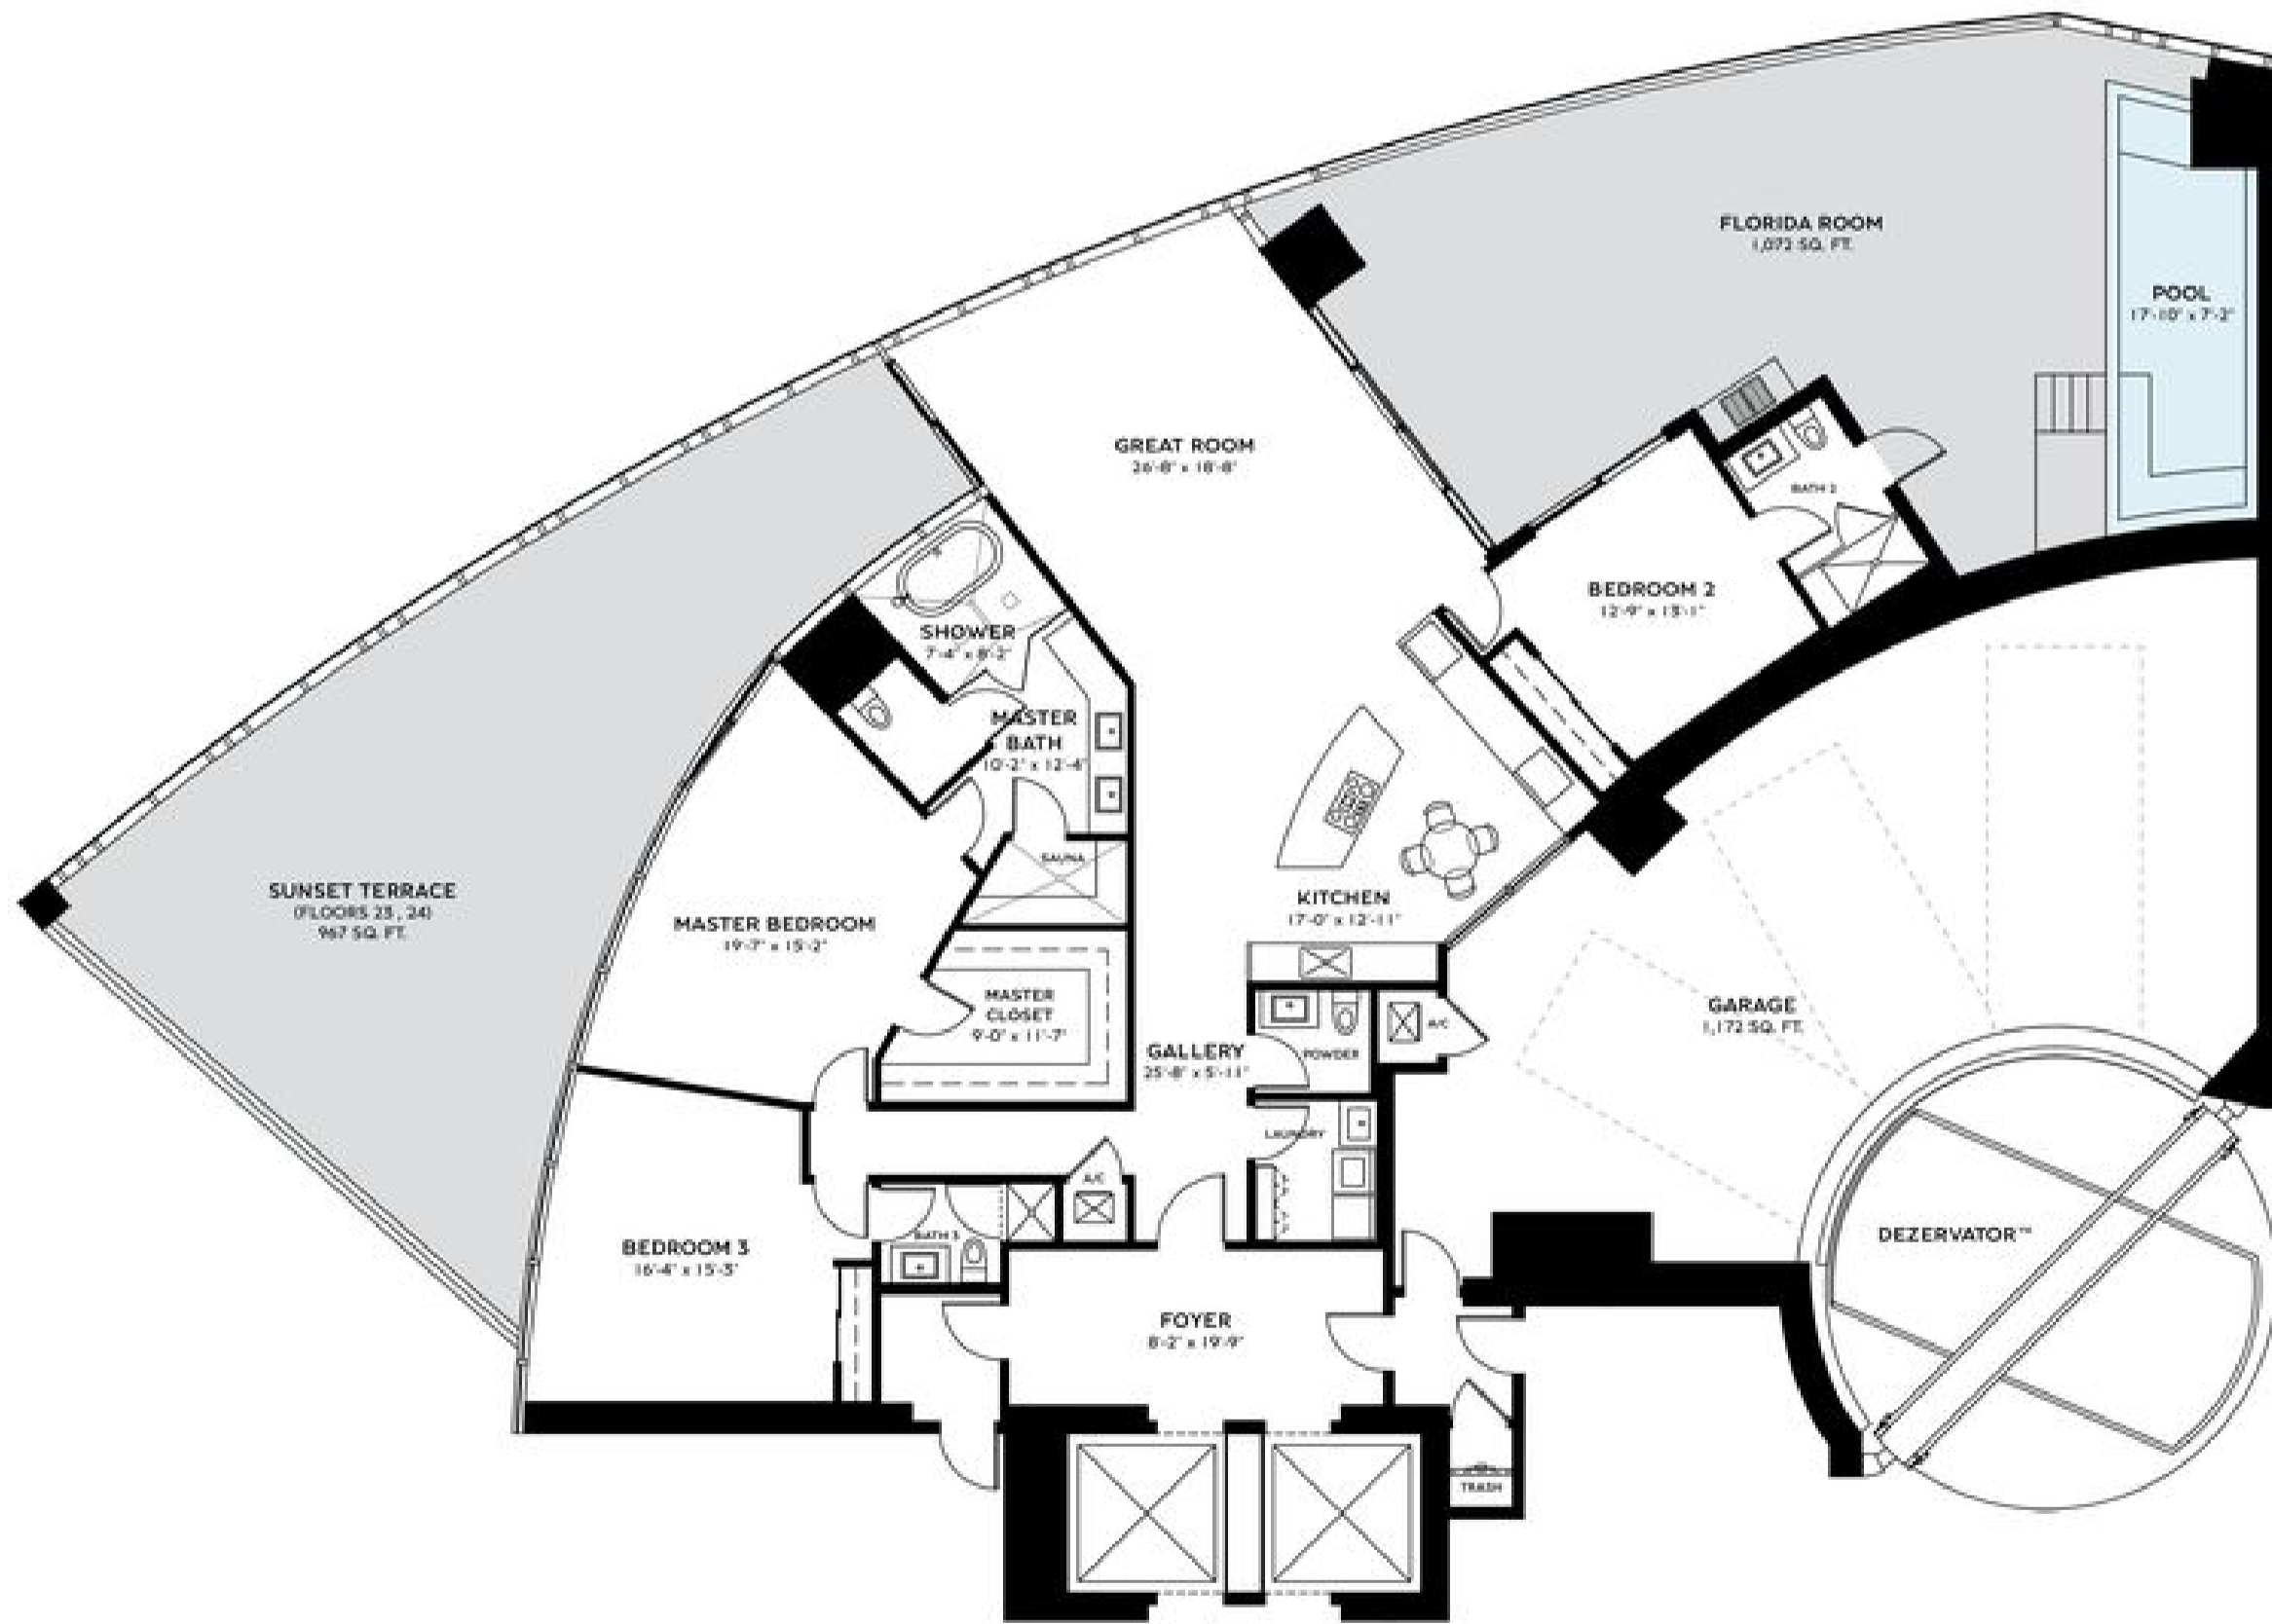 FLORIDA ROOM
1,072 SQ. FT.
POOL
17'-10" x 7'-2"
GREAT ROOM
26'-8" x 18'-8"
BATH 2
BEDROOM 2
12'-9" x 13'-1"
SHOWER
7'-4" x 8'-2"
MASTER
BATH
10'-2" x 12'-4"
SAUNA
SUNSET TERRACE
(FLOORS 23, 24)
967 SQ. FT.
MASTER BEDROOM
19'-7" x 15'-2"
KITCHEN
17'-0" x 12'-11"
MASTER
CLOSET
9'-0" x 11'-7"
GARAGE
1,172 SQ. FT.
A/C
GALLERY
25'-8" x 5'-11"
POWDER
LAUNDRY
A/C
BATH 3
BEDROOM 3
16'-4" x 15'-3"
DEZERVATOR™
FOYER
8'-2" x 19'-9"
TRASH